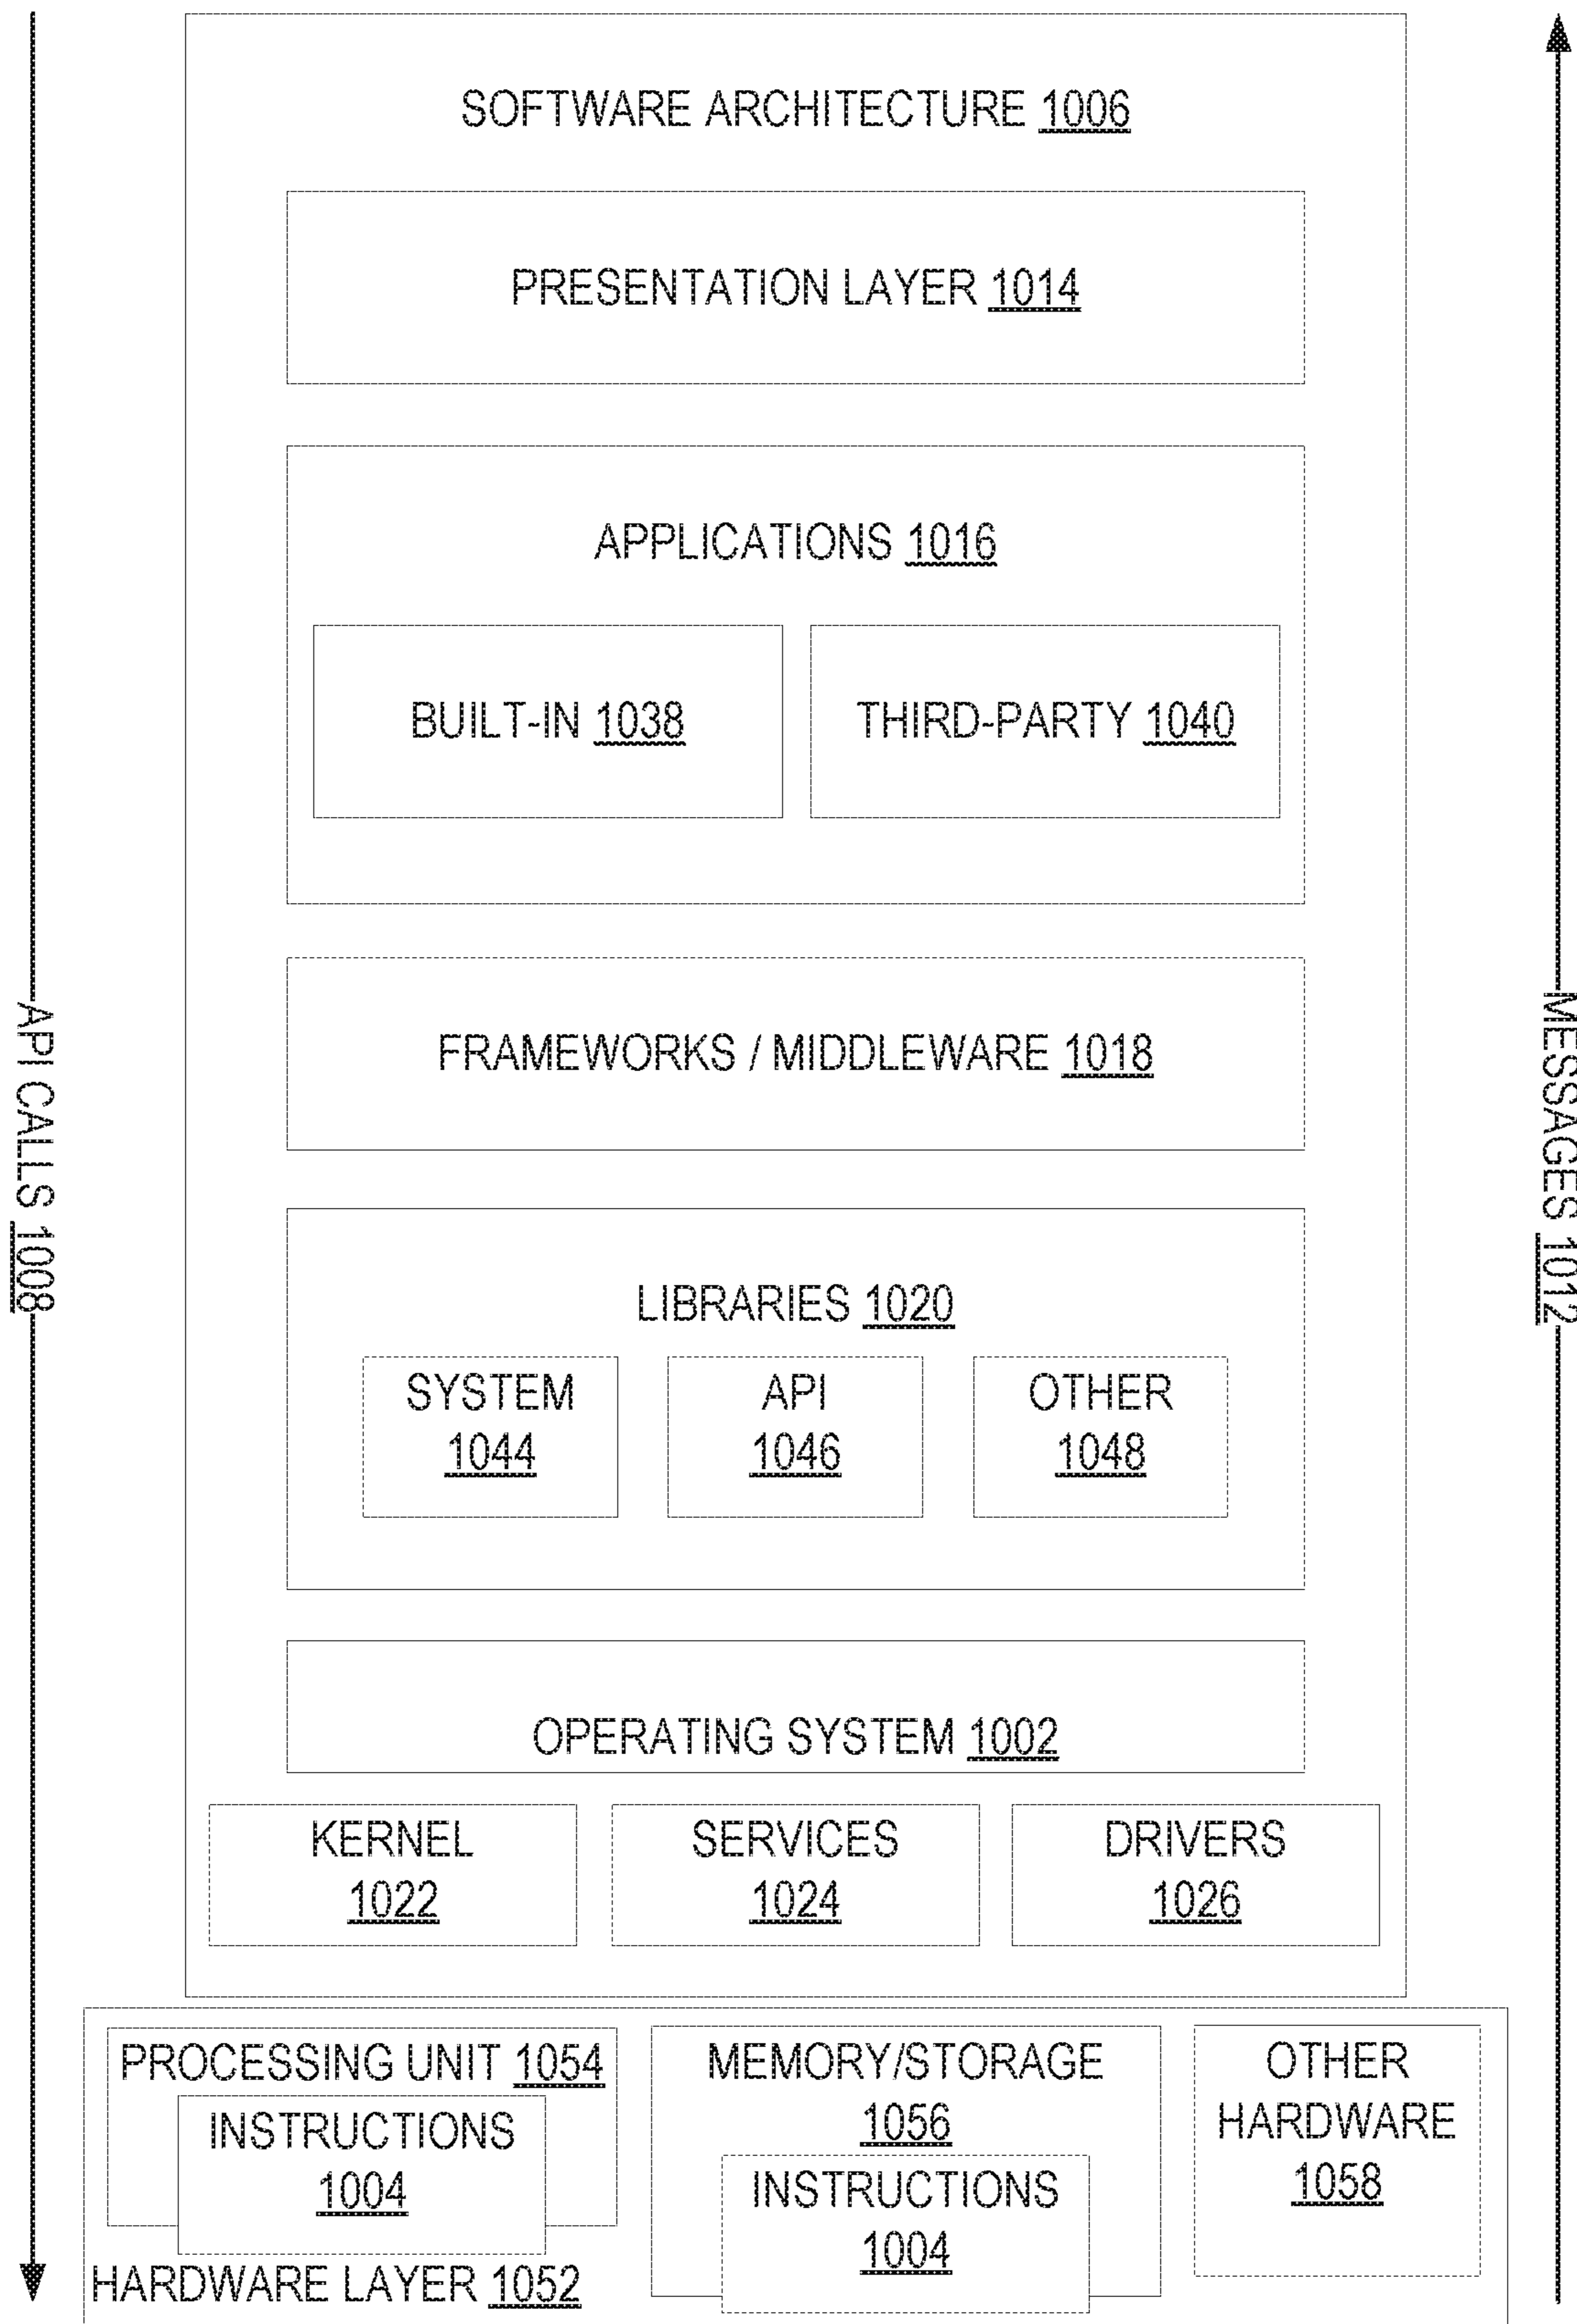 SOFTWARE ARCHITECTURE 1006
PRESENTATION LAYER 1014
APPLICATIONS 1016
BUILT-IN 1038
THIRD-PARTY 1040
FRAMEWORKS / MIDDLEWARE 1018
API CALLS 1008
MESSAGES 1012
LIBRARIES 1020
SYSTEM
1044
API
1046
OTHER
1048
OPERATING SYSTEM 1002
KERNEL
1022
SERVICES
1024
DRIVERS
1026
PROCESSING UNIT 1054
INSTRUCTIONS
1004
MEMORY/STORAGE
1056
INSTRUCTIONS
1004
OTHER
HARDWARE
1058
HARDWARE LAYER 1052